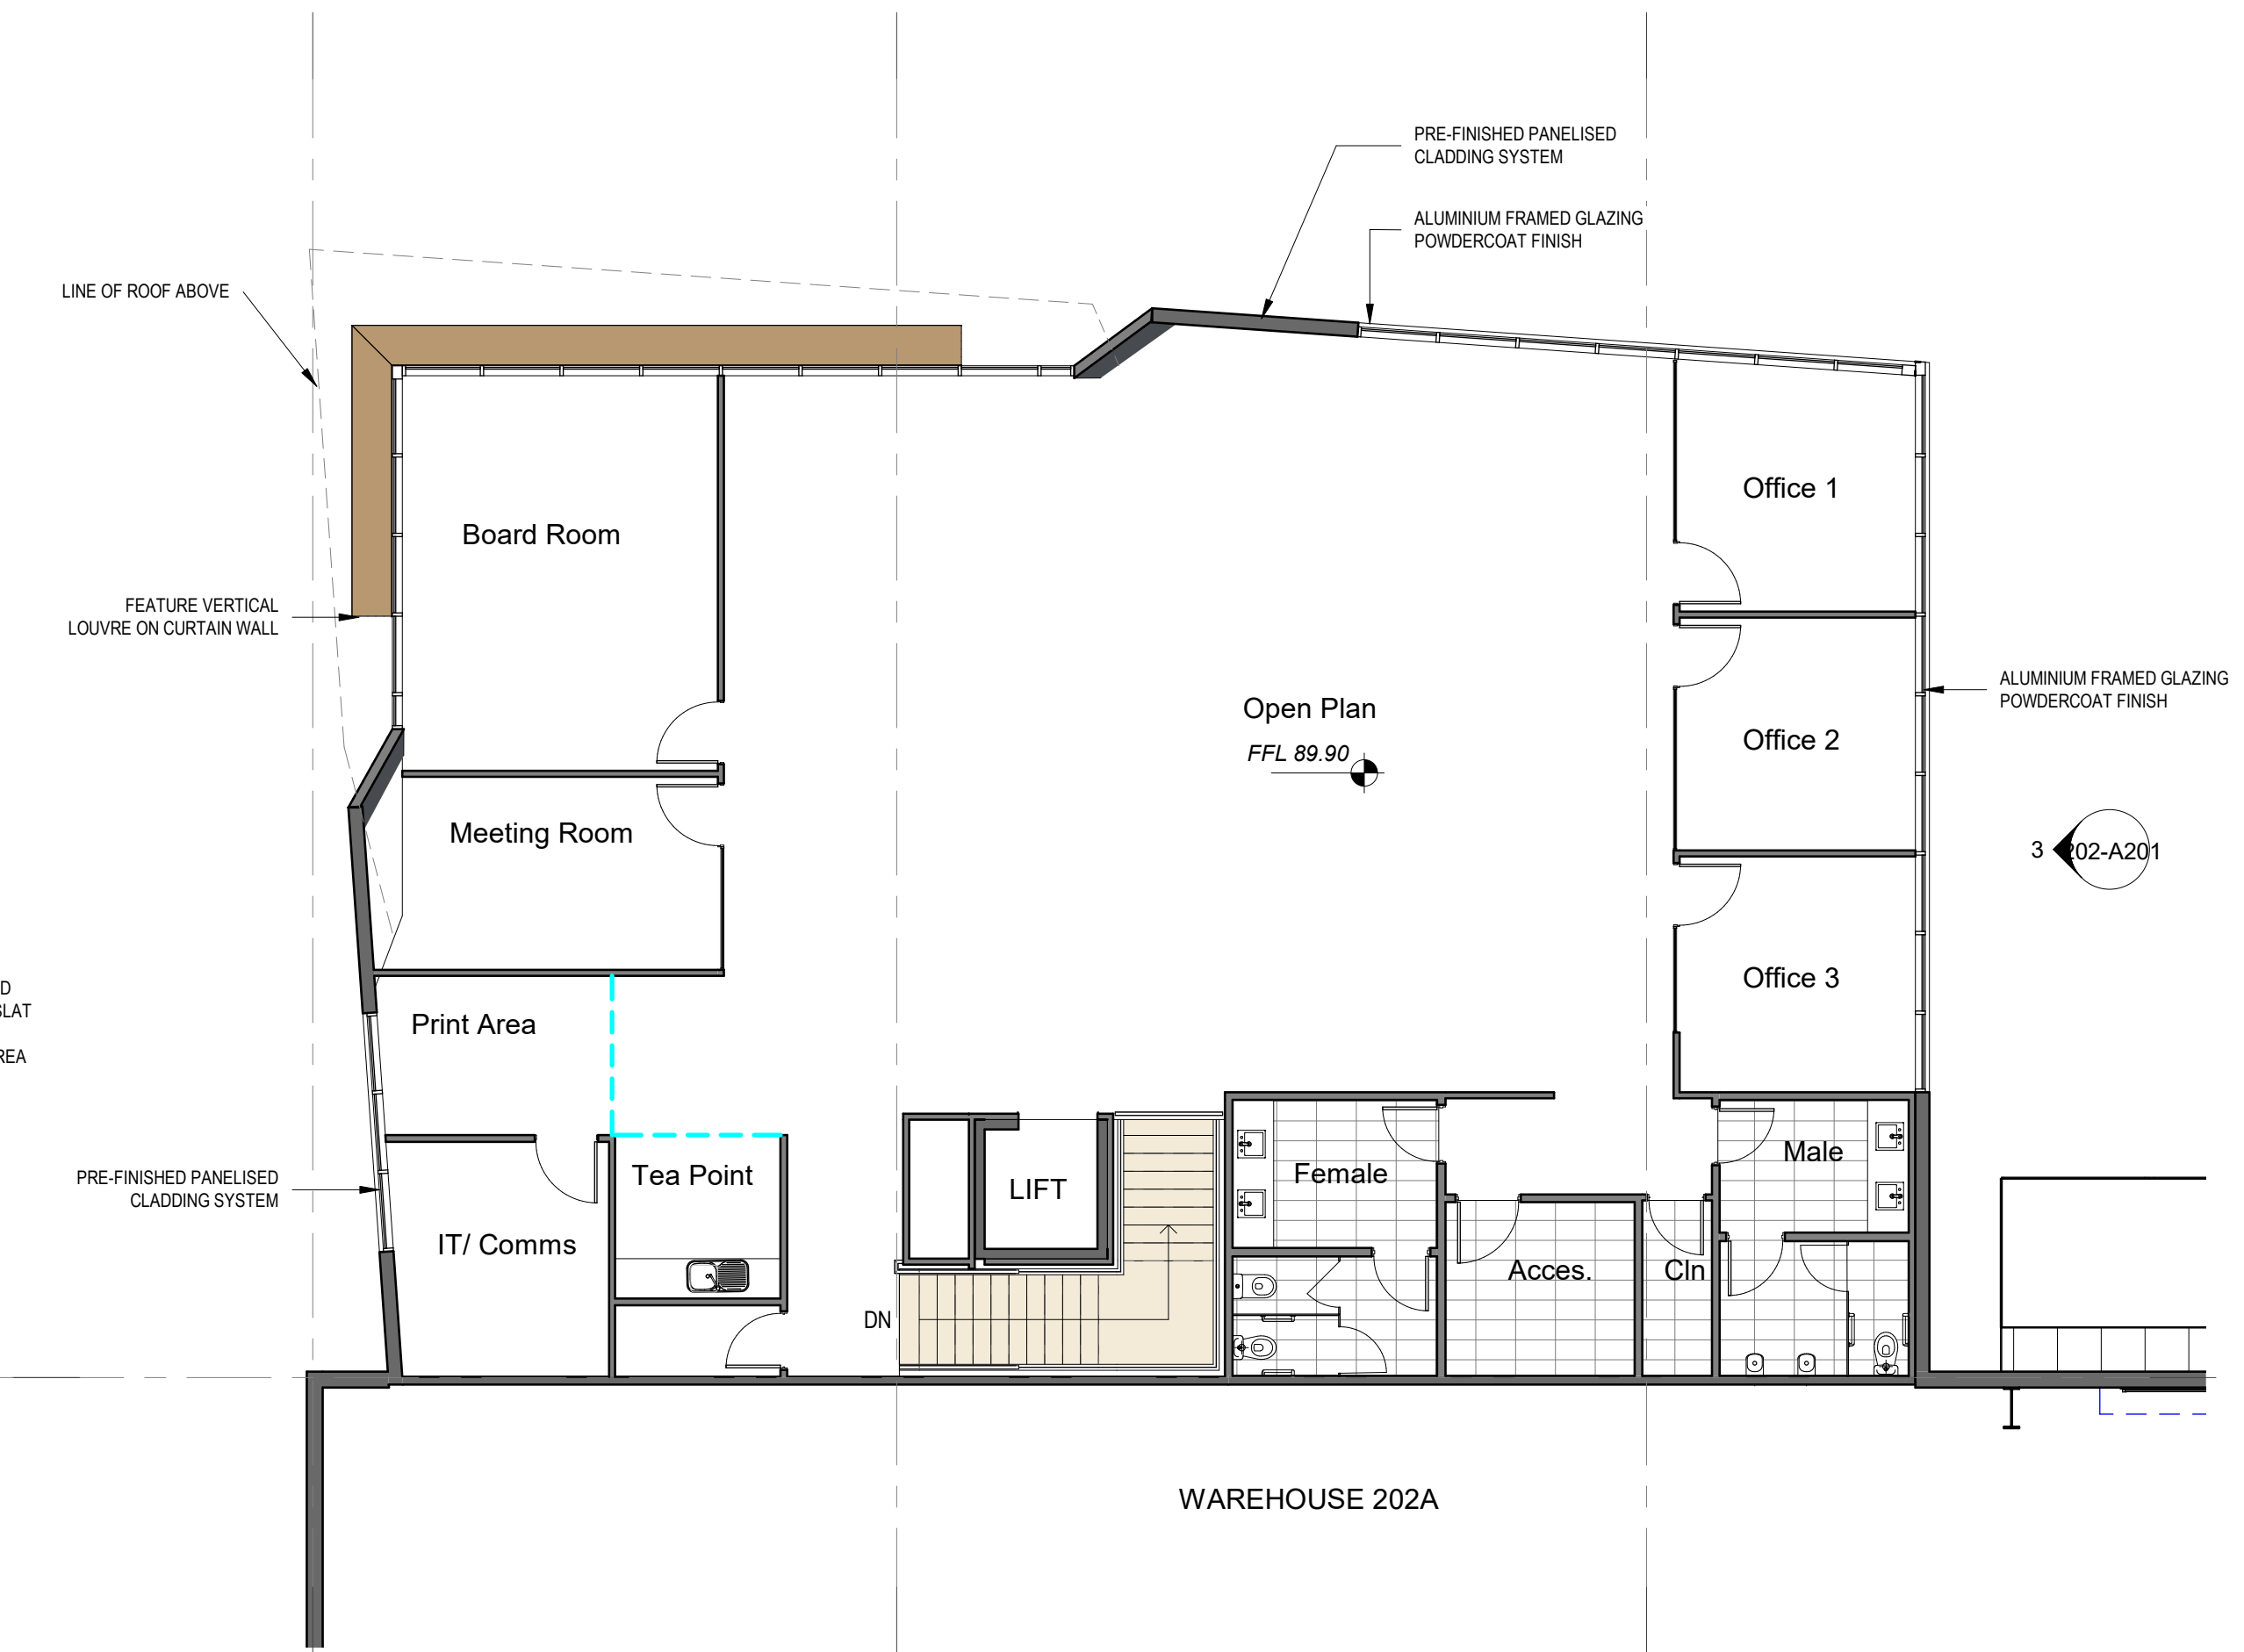 PRE-FINISHED PANELISED
CLADDING SYSTEM
ALUMINIUM FRAMED GLAZING
POWDERCOAT FINISH
LINE OF ROOF ABOVE
Office 1
Board Room
FEATURE VERTICAL
LOUVRE ON CURTAIN WALL
ALUMINIUM FRAMED GLAZING
POWDERCOAT FINISH
Open Plan
FFL 89.90
Office 2
Meeting Room
3
202-A201
Office 3
D
SLAT
REA
Print Area
PRE-FINISHED PANELISED
CLADDING SYSTEM
Tea Point
LIFT
Female
Male
IT/ Comms
Acces.
Cln
DN
WAREHOUSE 202A